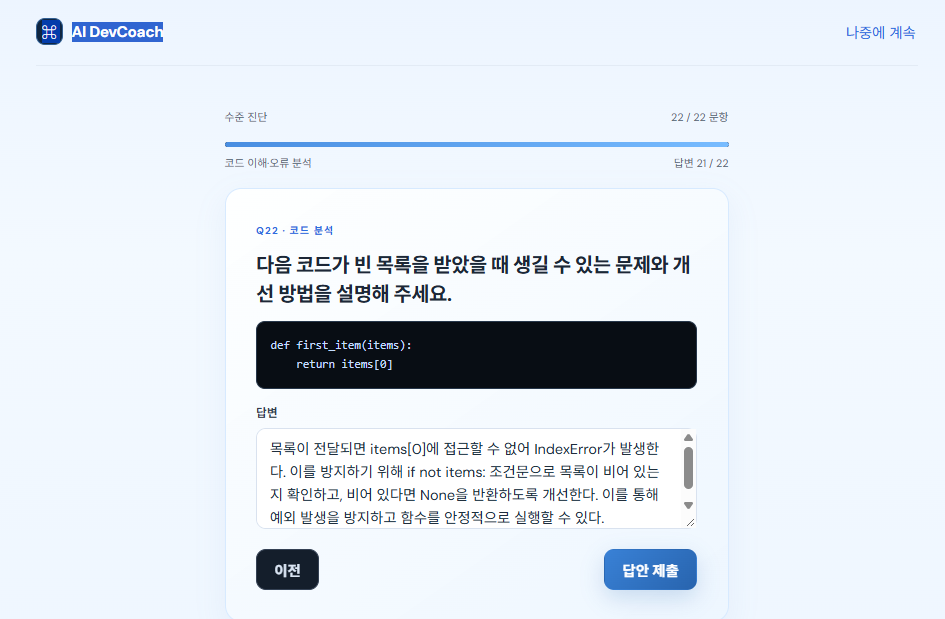 ⌘ AI DevCoach
나중에 계속
수준 진단
22 / 22 문항
코드 이해·오류 분석
답변 21 / 22
Q22 · 코드 분석
다음 코드가 빈 목록을 받았을 때 생길 수 있는 문제와 개
선 방법을 설명해 주세요.
def first_item(items):
    return items[0]
답변
목록이 전달되면 items[0]에 접근할 수 없어 IndexError가 발생한
다. 이를 방지하기 위해 if not items: 조건문으로 목록이 비어 있는
지 확인하고, 비어 있다면 None을 반환하도록 개선한다. 이를 통해
예외 발생을 방지하고 함수를 안정적으로 실행할 수 있다.
이전
답안 제출